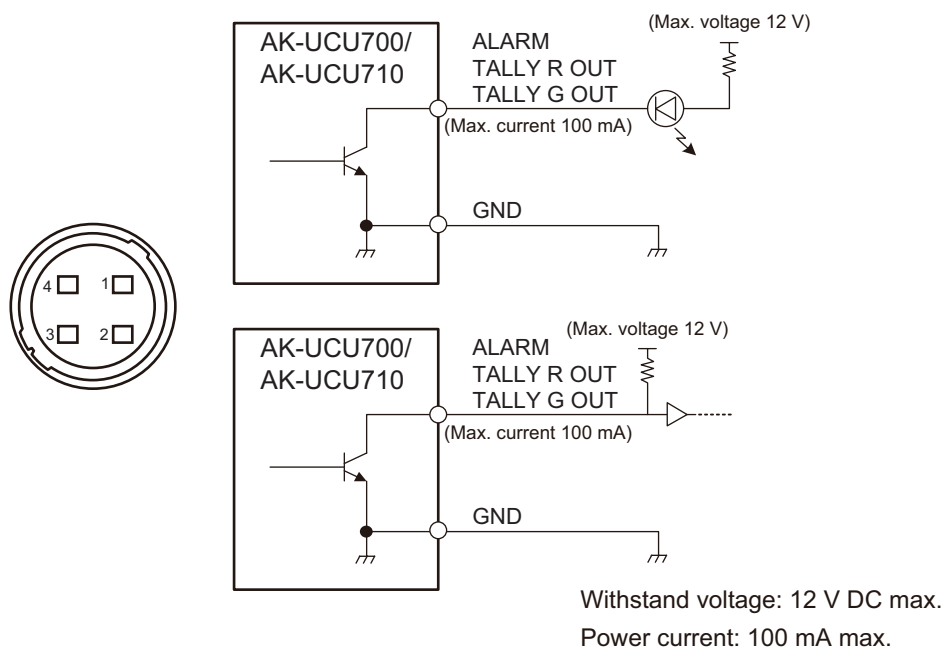 (Max. voltage 12 V)
AK-UCU700/
AK-UCU710
ALARM
TALLY R OUT
TALLY G OUT
(Max. current 100 mA)
GND
4 1
3 2
(Max. voltage 12 V)
AK-UCU700/
AK-UCU710
ALARM
TALLY R OUT
TALLY G OUT
(Max. current 100 mA)
GND
Withstand voltage: 12 V DC max.
Power current: 100 mA max.